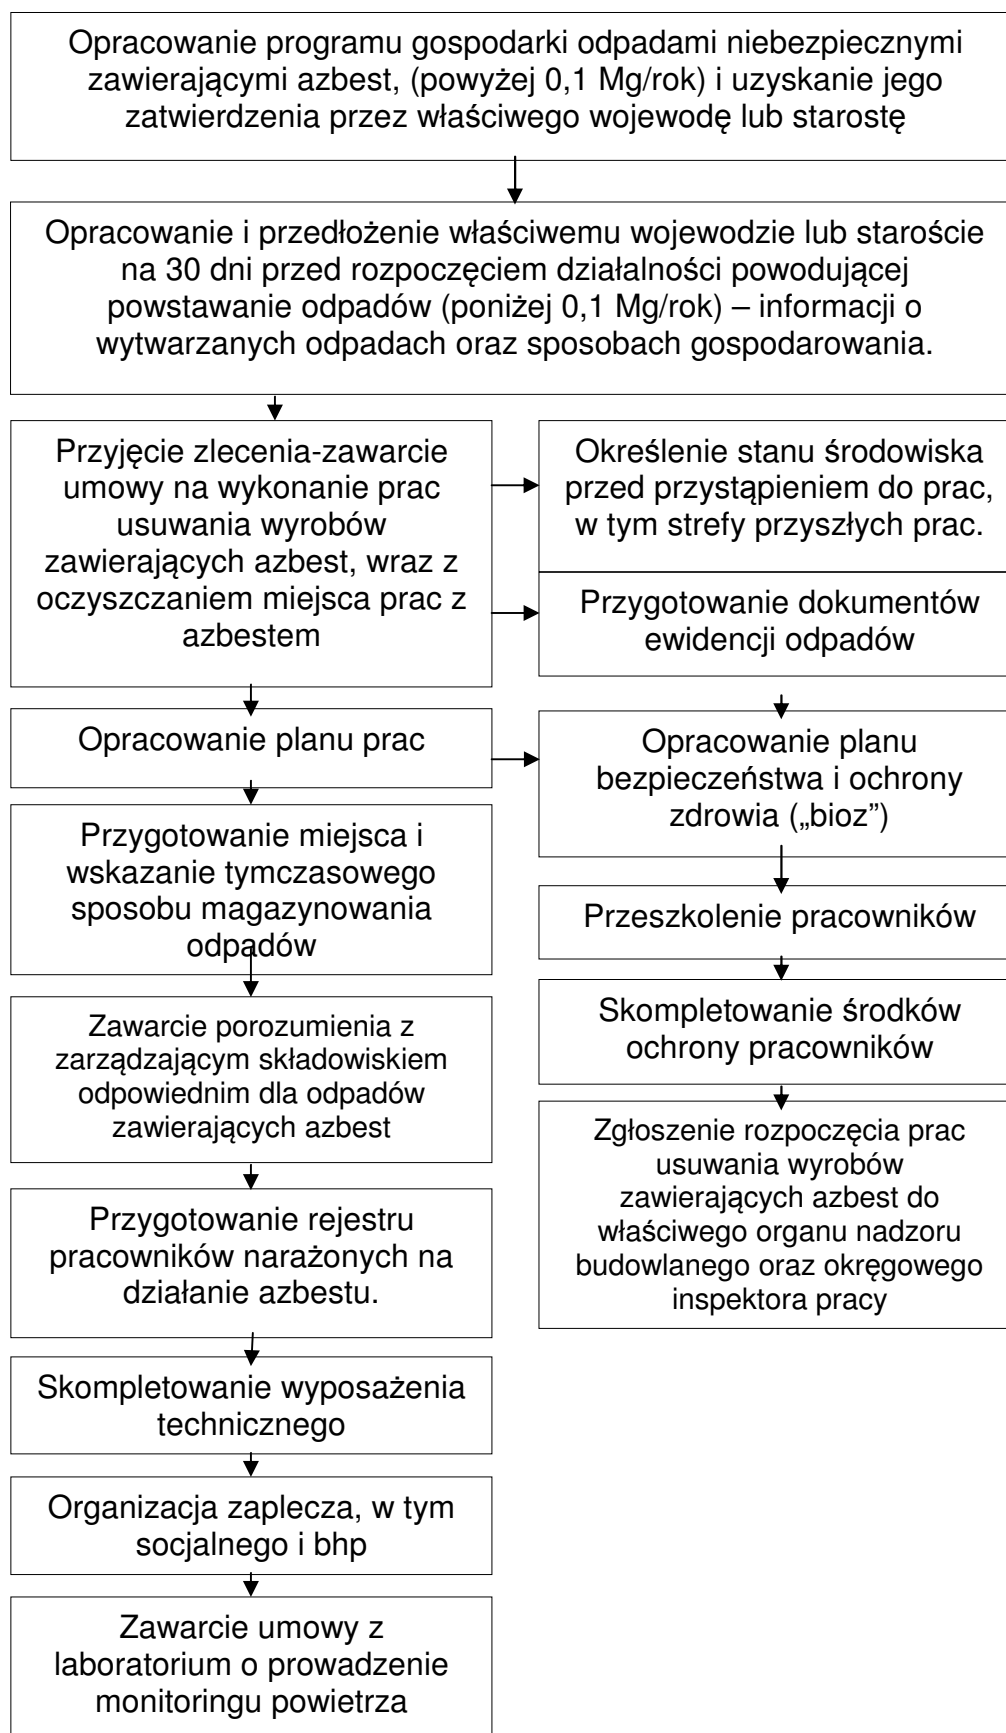 Opracowanie programu gospodarki odpadami niebezpiecznymi
zawierającymi azbest, (powyżej 0,1 Mg/rok) i uzyskanie jego
zatwierdzenia przez właściwego wojewodę lub starostę
Opracowanie i przedłożenie właściwemu wojewodzie lub staroście
na 30 dni przed rozpoczęciem działalności powodującej
powstawanie odpadów (poniżej 0,1 Mg/rok) – informacji o
wytwarzanych odpadach oraz sposobach gospodarowania.
Przyjęcie zlecenia-zawarcie
umowy na wykonanie prac
usuwania wyrobów
zawierających azbest, wraz z
oczyszczaniem miejsca prac z
azbestem
Określenie stanu środowiska
przed przystąpieniem do prac,
w tym strefy przyszłych prac.
Przygotowanie dokumentów
ewidencji odpadów
Opracowanie planu prac
Opracowanie planu
bezpieczeństwa i ochrony
zdrowia („bioz”)
Przygotowanie miejsca i
wskazanie tymczasowego
sposobu magazynowania
odpadów
Przeszkolenie pracowników
Zawarcie porozumienia z
zarządzającym składowiskiem
odpowiednim dla odpadów
zawierających azbest
Skompletowanie środków
ochrony pracowników
Zgłoszenie rozpoczęcia prac
usuwania wyrobów
zawierających azbest do
właściwego organu nadzoru
budowlanego oraz okręgowego
inspektora pracy
Przygotowanie rejestru
pracowników narażonych na
działanie azbestu.
Skompletowanie wyposażenia
technicznego
Organizacja zaplecza, w tym
socjalnego i bhp
Zawarcie umowy z
laboratorium o prowadzenie
monitoringu powietrza